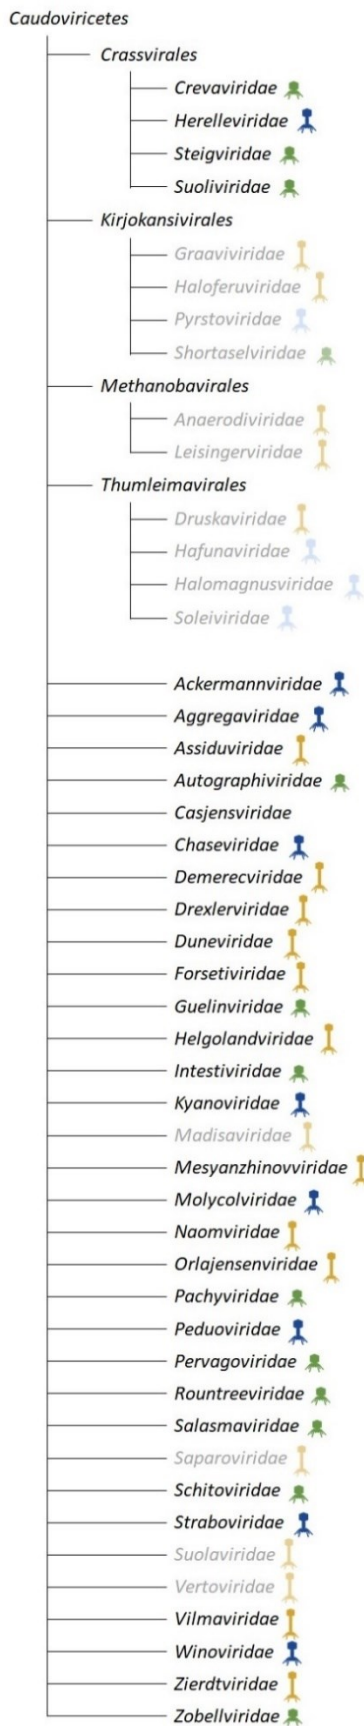 Caudoviricetes
Crassvirales
Crevaviridae
Herelleviridae
Steigviridae
Suoliviridae
Kirjokansivirales
Graaviviridae
Haloferuviridae
Pyrstoviridae
Shortaselviridae
Methanobavirales
Anaerodiviridae
Leisingerviridae
Thumleimavirales
Druskaviridae
Hafunaviridae
Halomagnusviridae
Soleiviridae
Ackermannviridae
Aggregaviridae
Assiduviridae
Autographiviridae
Casjensviridae
Chaseviridae
Demerecviridae
Drexlerviridae
Duneviridae
Forsetiviridae
Guelinviridae
Helgolandviridae
Intestiviridae
Kyanoviridae
Madisaviridae
Mesyanzhinovviridae
Molycolviridae
Naomviridae
Orlajensenviridae
Pachyviridae
Peduoviridae
Pervagoviridae
Rountreeviridae
Salasmaviridae
Saparoviridae
Schitoviridae
Straboviridae
Suolaviridae
Vertoviridae
Vilmaviridae
Winoviridae
Zierdtviridae
Zobellviridae